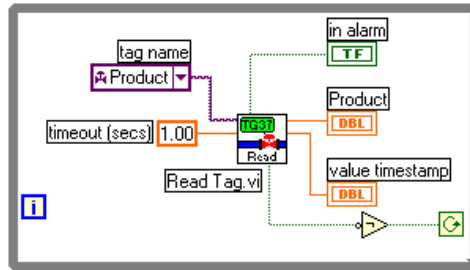 in alarm
TF
tag name
Product
Product
DBL
TG37
timeout (secs)
1.00
Read
Read Tag.vi
value timestamp
DBL
i